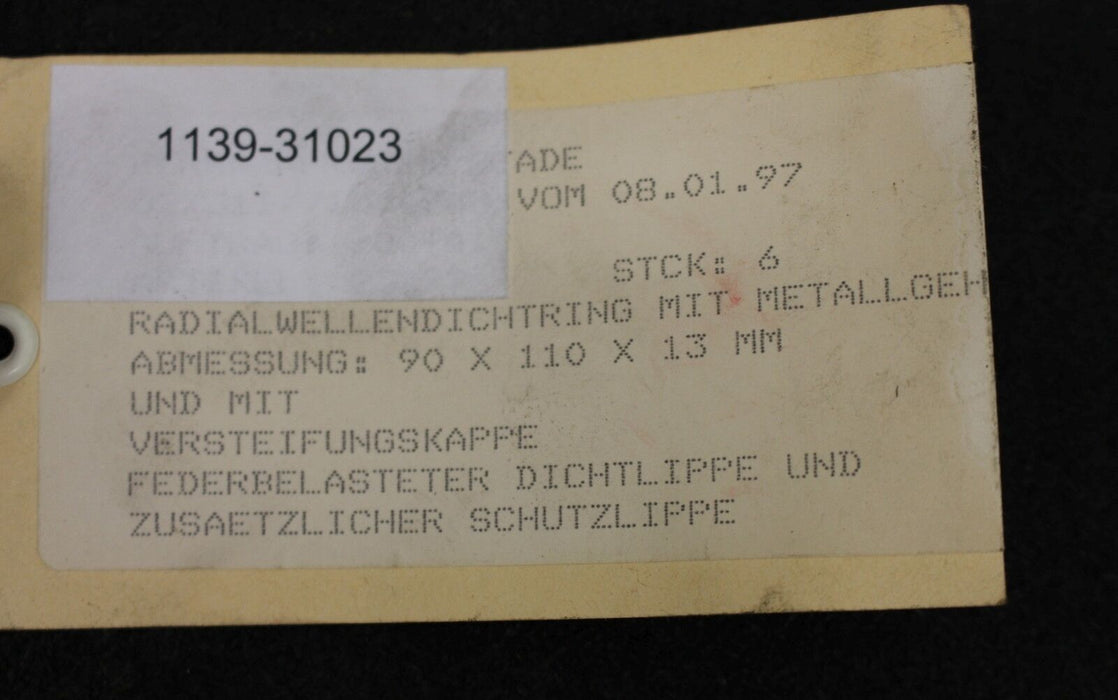 1139-31023
VOM 08.01.97
STCK: 6
RADIALWELLENDICHTRING MIT METALLGEH
ABMESSUNG: 90 X 110 X 13 MM
UND MIT
VERSTEIFUNGSKAPPE
FEDERBELASTETER DICHTLIPPE UND
ZUSAETZLICHER SCHUTZLIPPE